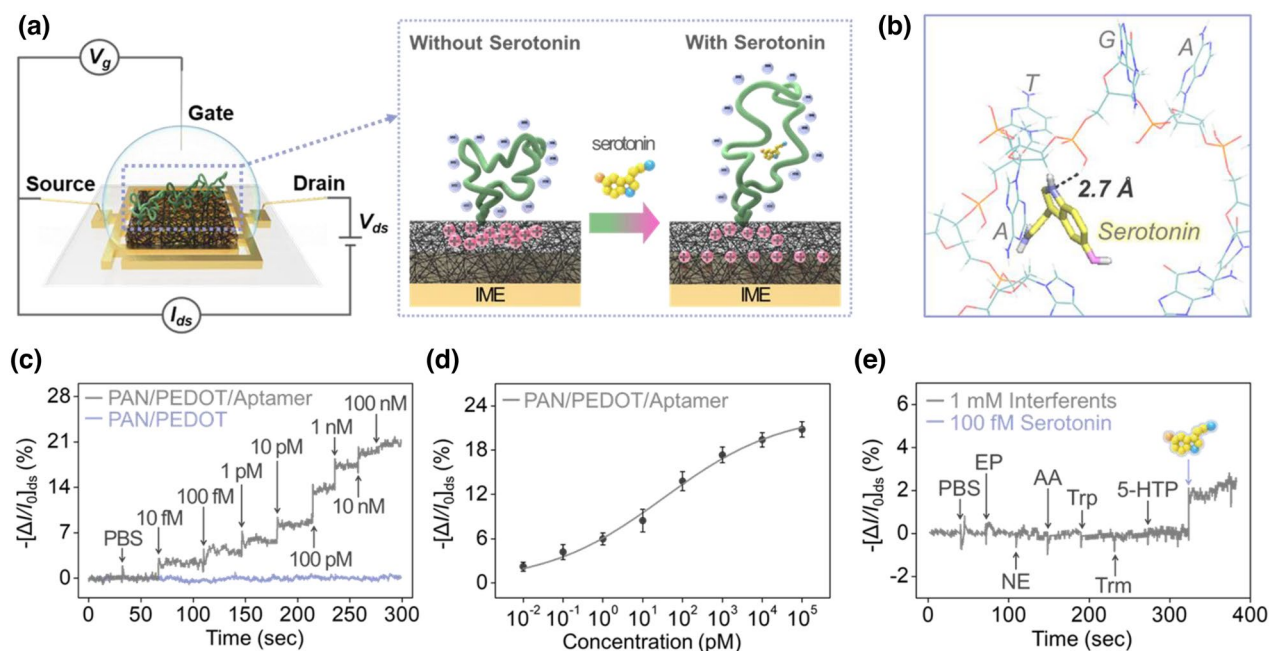 (a)
V_g
Gate
Source
Drain
V_ds
I_ds
Without Serotonin
With Serotonin
serotonin
IME
IME
(b)
G
A
T
2.7 Å
A
Serotonin
(c)
PAN/PEDOT/Aptamer
PAN/PEDOT
28
21
14
7
0
-[ΔI/I₀]ds (%)
PBS
10 fM
100 fM
1 pM
10 pM
100 pM
1 nM
10 nM
100 nM
0 50 100 150 200 250 300
Time (sec)
(d)
PAN/PEDOT/Aptamer
24
18
12
6
0
-[ΔI/I₀]ds (%)
10⁻² 10⁻¹ 10⁰ 10¹ 10² 10³ 10⁴ 10⁵
Concentration (pM)
(e)
1 mM Interferents
100 fM Serotonin
6
4
2
0
-2
-[ΔI/I₀]ds (%)
PBS
EP
NE
AA
Trp
Trm
5-HTP
0 100 200 300 400
Time (sec)